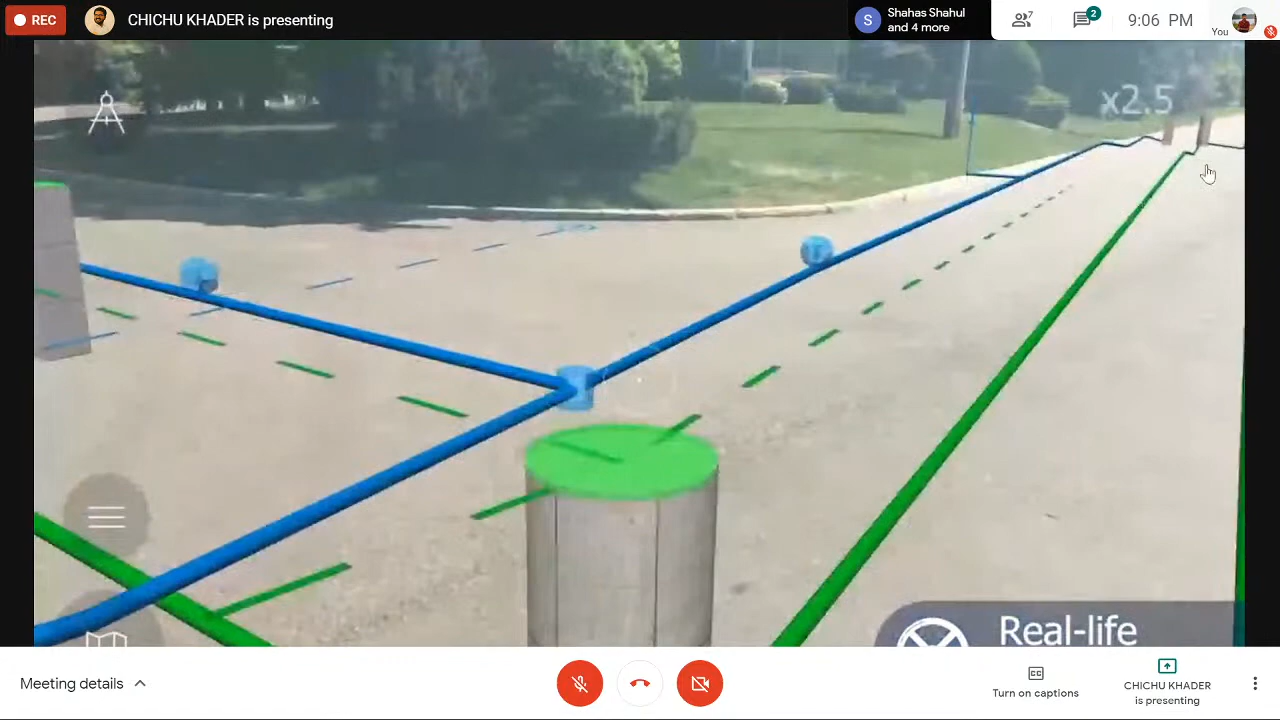 REC
CHICHU KHADER is presenting
S
Shahas Shahul
and 4 more
7
2
9:06 PM
You
x2.5
Real-life
Meeting details
Turn on captions
CHICHU KHADER
is presenting